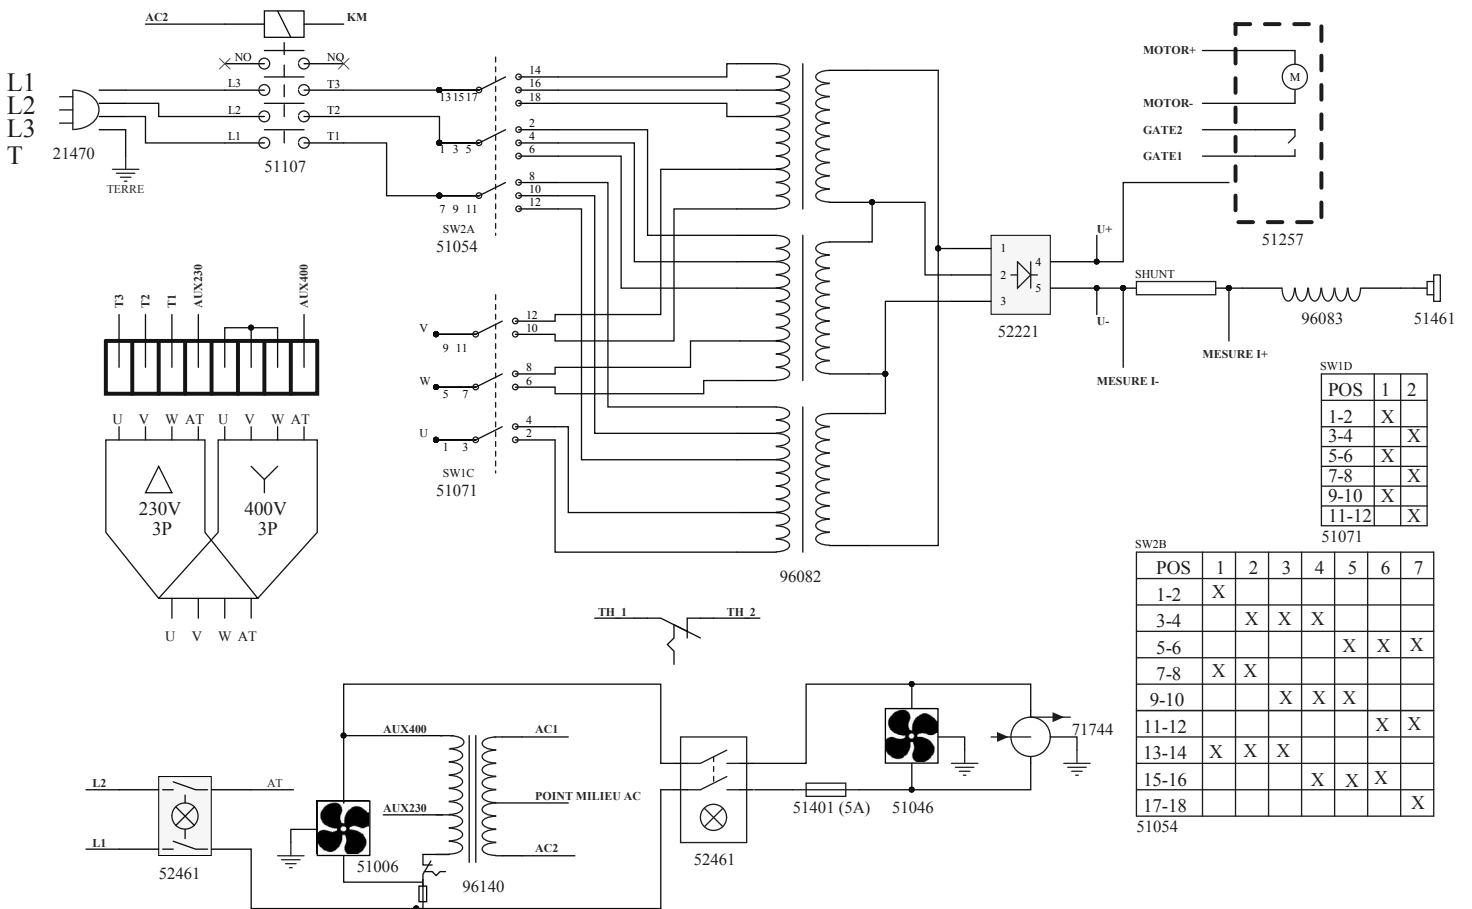 AC2 KM
NO NO
L1
L2
L3
T
21470
TERRE
L3 T3
L2 T2
L1 T1
51107
13 15 17
1 3 5
7 9 11
SW2A
51054
14
16
18
2
4
6
8
10
12
V
9 11
W
5 7
U
1 3
SW1C
51071
12
10
8
6
4
2
96082
1
2
3
4
5
52221
U+
U-
SHUNT
MESURE I-
MESURE I+
96083
51461
MOTOR+
MOTOR-
GATE2
GATE1
M
51257
T3 T2 T1 AUX230 AUX400
U V W AT U V W AT
230V
3P
400V
3P
U V W AT
SW1D
POS 1 2
1-2 X
3-4 X
5-6 X
7-8 X
9-10 X
11-12 X
51071
SW2B
POS 1 2 3 4 5 6 7
1-2 X
3-4 X X X
5-6 X X X
7-8 X X
9-10 X X X
11-12 X X
13-14 X X X
15-16 X X X
17-18 X
51054
TH_1 TH_2
L2 AT
L1
52461
51006
AUX400
AUX230
AC1
POINT MILIEU AC
AC2
96140
52461
51401 (5A)
51046
71744